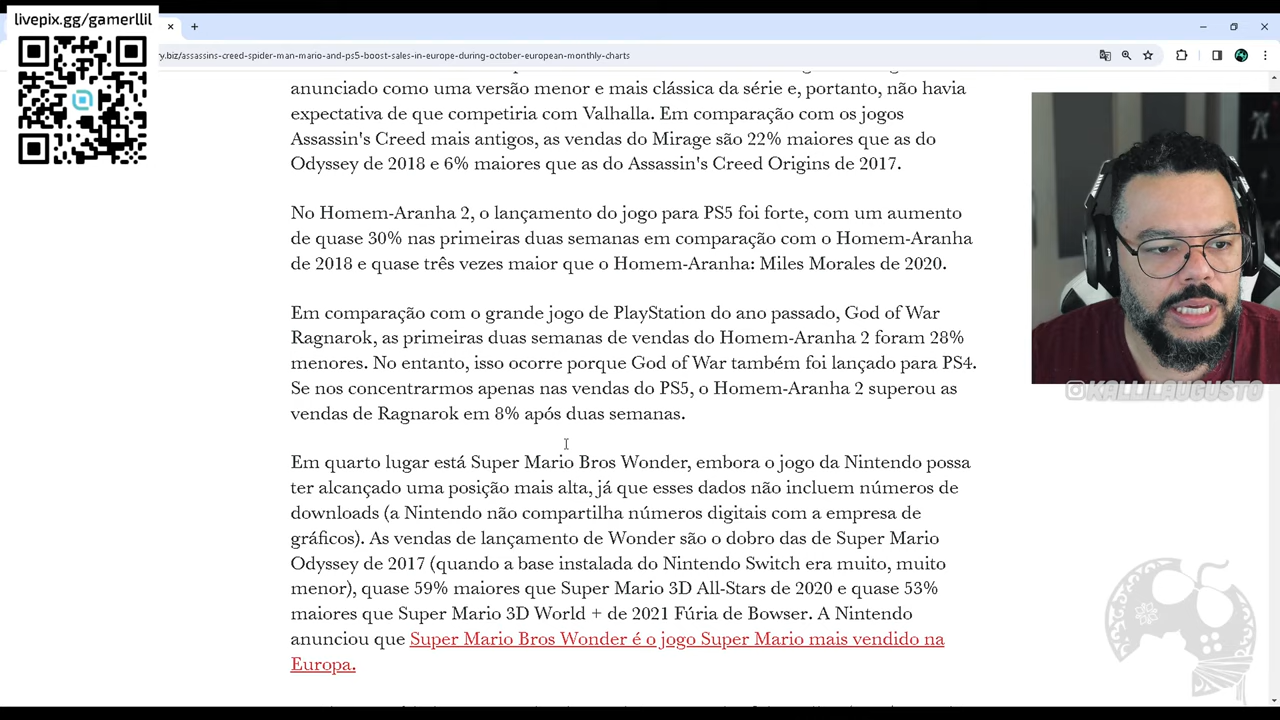 livepix.gg/gamerllil
ry.biz/assassins-creed-spider-man-mario-and-ps5-boost-sales-in-europe-during-october-european-monthly-charts
anunciado como uma versão menor e mais clássica da série e, portanto, não havia
expectativa de que competiria com Valhalla. Em comparação com os jogos
Assassin's Creed mais antigos, as vendas do Mirage são 22% maiores que as do
Odyssey de 2018 e 6% maiores que as do Assassin's Creed Origins de 2017.
No Homem-Aranha 2, o lançamento do jogo para PS5 foi forte, com um aumento
de quase 30% nas primeiras duas semanas em comparação com o Homem-Aranha
de 2018 e quase três vezes maior que o Homem-Aranha: Miles Morales de 2020.
Em comparação com o grande jogo de PlayStation do ano passado, God of War
Ragnarok, as primeiras duas semanas de vendas do Homem-Aranha 2 foram 28%
menores. No entanto, isso ocorre porque God of War também foi lançado para PS4.
Se nos concentrarmos apenas nas vendas do PS5, o Homem-Aranha 2 superou as
vendas de Ragnarok em 8% após duas semanas.
Em quarto lugar está Super Mario Bros Wonder, embora o jogo da Nintendo possa
ter alcançado uma posição mais alta, já que esses dados não incluem números de
downloads (a Nintendo não compartilha números digitais com a empresa de
gráficos). As vendas de lançamento de Wonder são o dobro das de Super Mario
Odyssey de 2017 (quando a base instalada do Nintendo Switch era muito, muito
menor), quase 59% maiores que Super Mario 3D All-Stars de 2020 e quase 53%
maiores que Super Mario 3D World + de 2021 Fúria de Bowser. A Nintendo
anunciou que Super Mario Bros Wonder é o jogo Super Mario mais vendido na
Europa.
@KALLILAUGUSTO